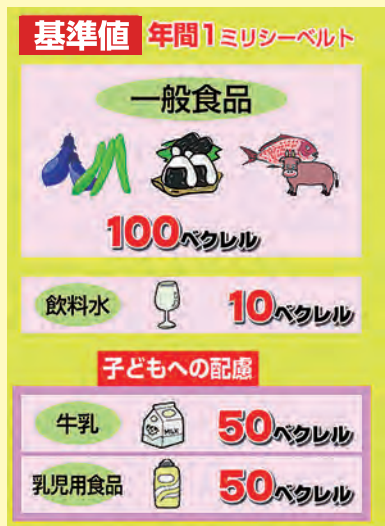 基準値 年間1ミリシーベルト
一般食品
100ベクレル
飲料水 10ベクレル
子どもへの配慮
牛乳 MILK 50ベクレル
乳児用食品 50ベクレル